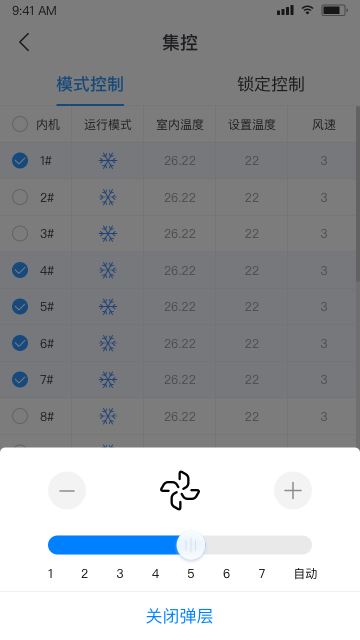 9:41 AM
集控
模式控制 锁定控制
内机 运行模式 室内温度 设置温度 风速
1# 26.22 22 3
2# 26.22 22 3
3# 26.22 22 3
4# 26.22 22 3
5# 26.22 22 3
6# 26.22 22 3
7# 26.22 22 3
8# 26.22 22 3
1 2 3 4 5 6 7 自动
关闭弹层